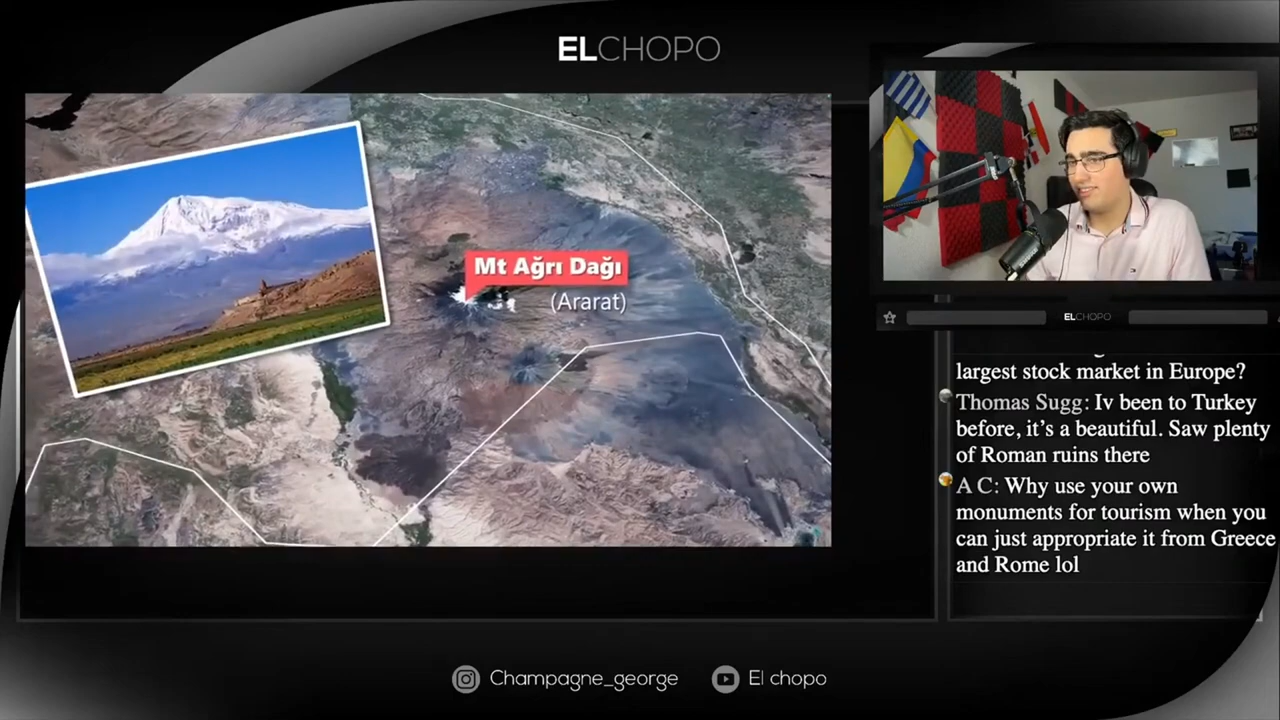 ELCHOPO
Mt Ağrı Dağı
(Ararat)
ELCHOPO
largest stock market in Europe?
Thomas Sugg: Iv been to Turkey
before, it's a beautiful. Saw plenty
of Roman ruins there
A C: Why use your own
monuments for tourism when you
can just appropriate it from Greece
and Rome lol
Champagne_george
El chopo